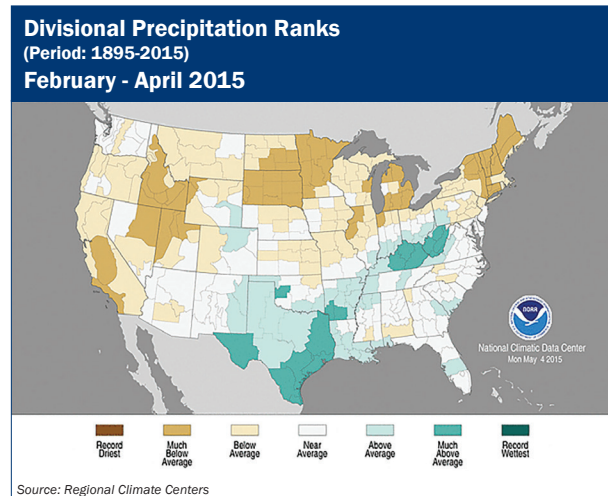 Divisional Precipitation Ranks
(Period: 1895-2015)
February - April 2015
NOAA
National Climatic Data Center
Mon May 4 2015
Record
Driest
Much
Below
Average
Below
Average
Near
Average
Above
Average
Much
Above
Average
Record
Wettest
Source: Regional Climate Centers